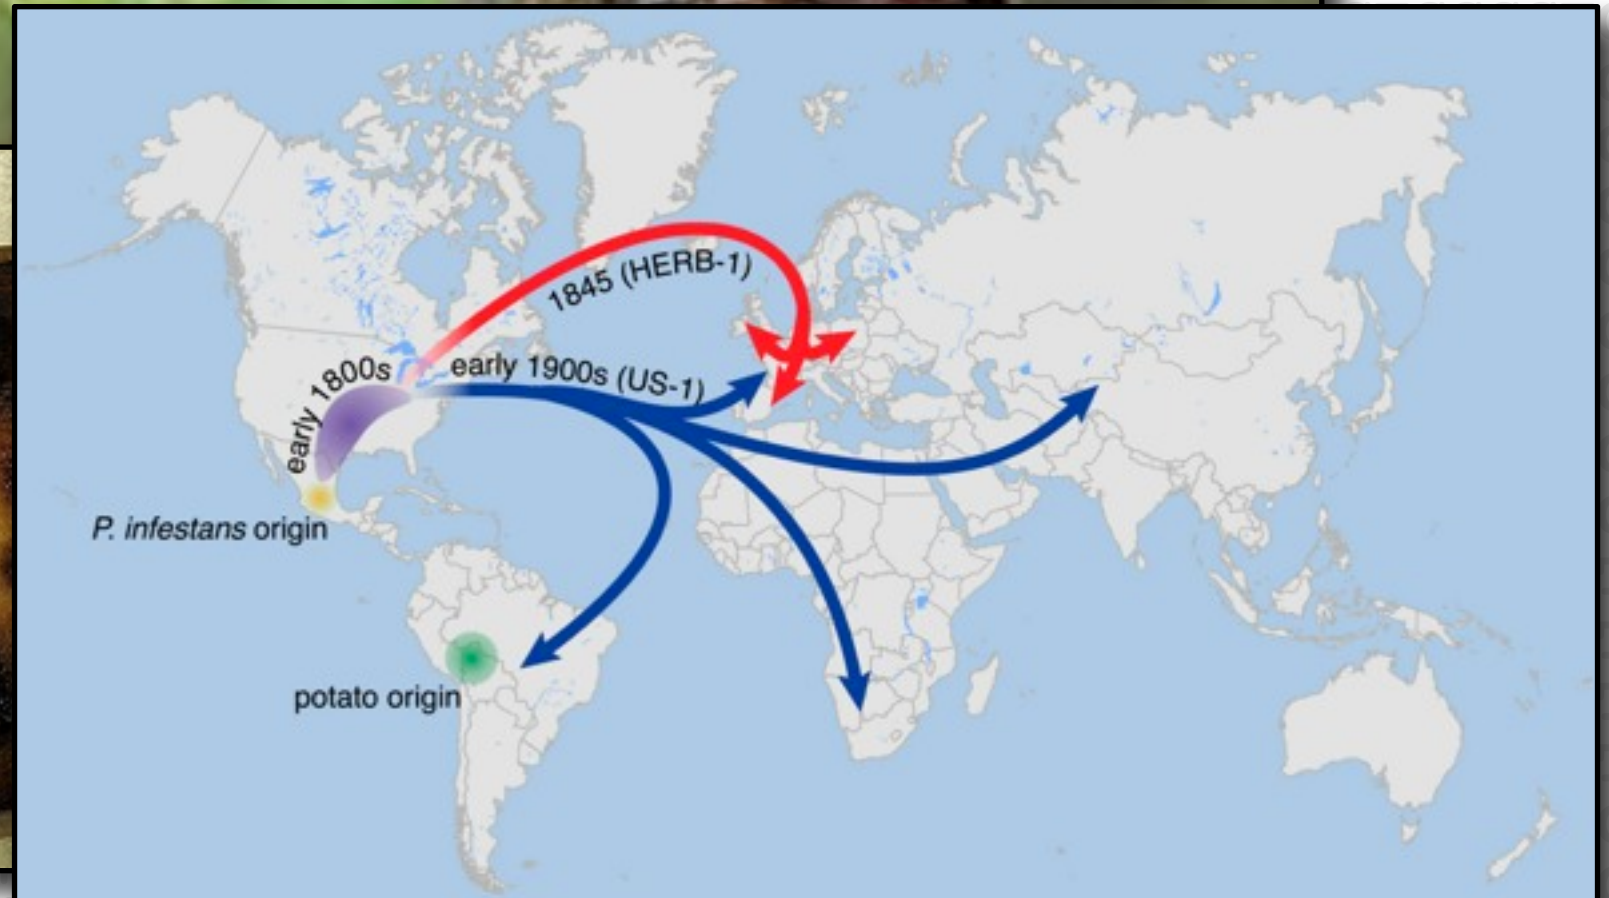 1845 (HERB-1)
early 1800s
early 1900s (US-1)
P. infestans origin
potato origin